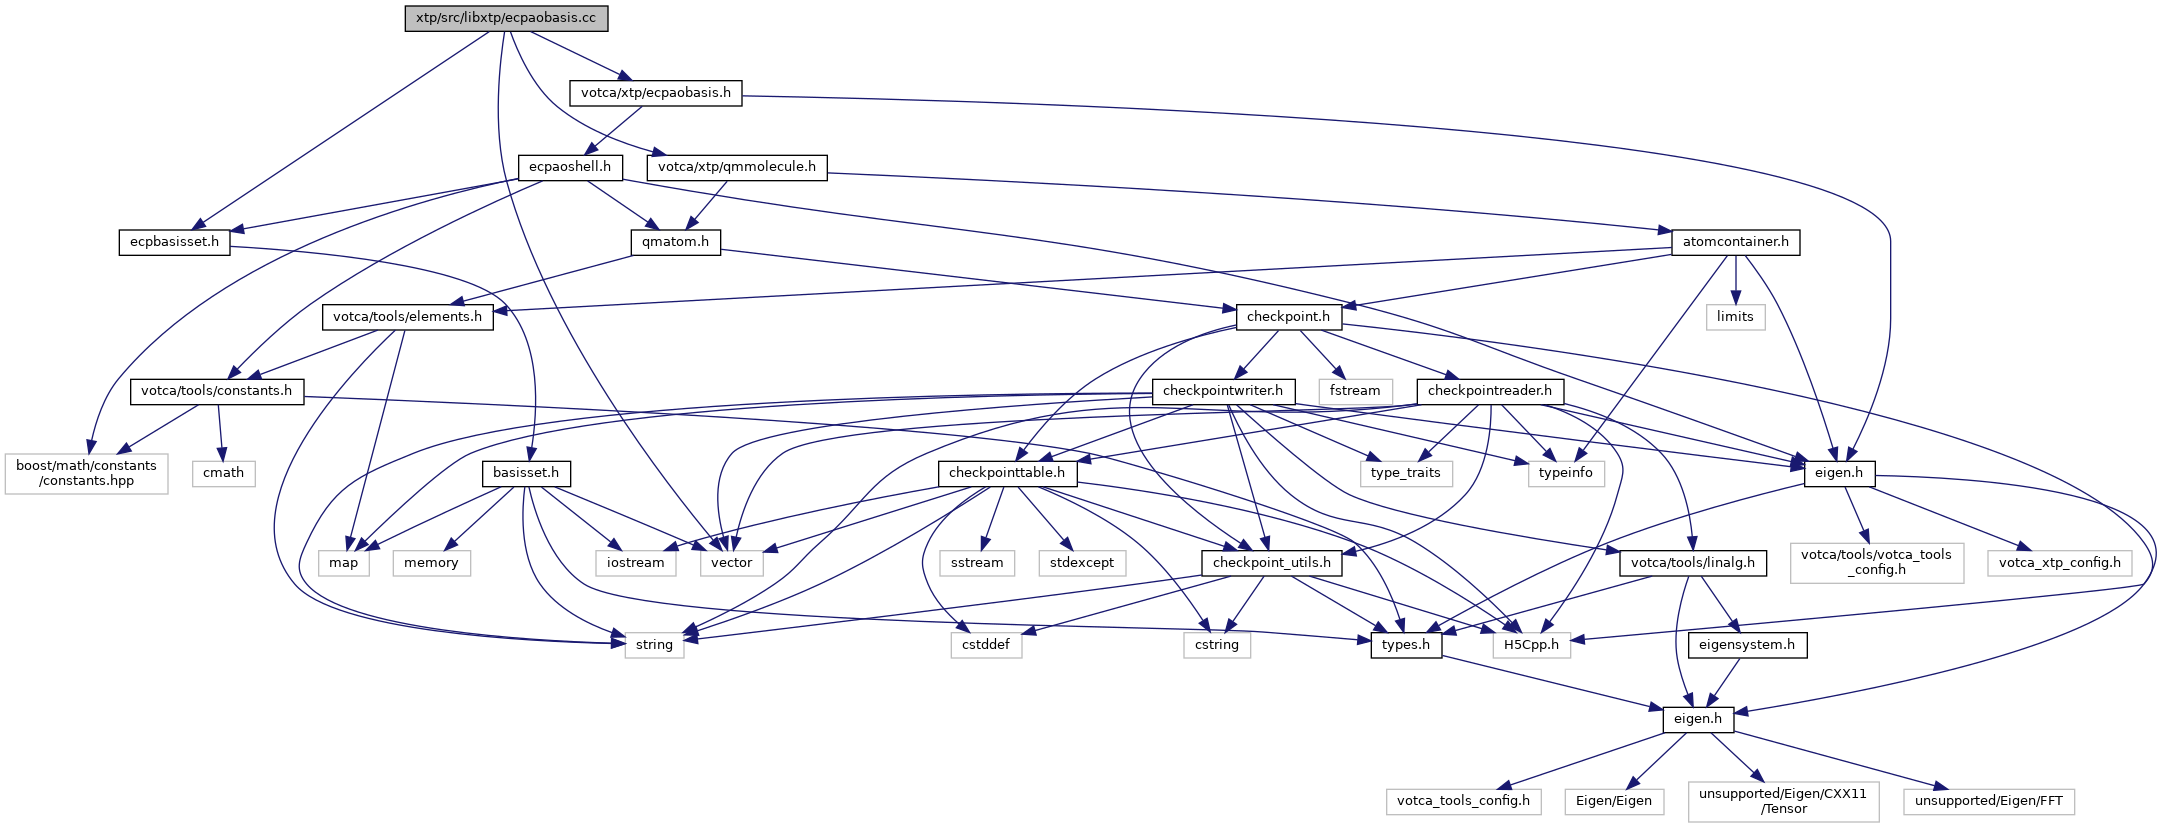 xtp/src/libxtp/ecpaobasis.cc
votca/xtp/ecpaobasis.h
ecpaoshell.h
votca/xtp/qmmolecule.h
ecpbasisset.h
qmatom.h
atomcontainer.h
votca/tools/elements.h
checkpoint.h
limits
votca/tools/constants.h
checkpointwriter.h
fstream
checkpointreader.h
boost/math/constants
/constants.hpp
cmath
basisset.h
checkpointtable.h
type_traits
typeinfo
eigen.h
map
memory
iostream
vector
sstream
stdexcept
checkpoint_utils.h
votca/tools/linalg.h
votca/tools/votca_tools
_config.h
votca_xtp_config.h
string
cstddef
cstring
types.h
H5Cpp.h
eigensystem.h
eigen.h
votca_tools_config.h
Eigen/Eigen
unsupported/Eigen/CXX11
/Tensor
unsupported/Eigen/FFT